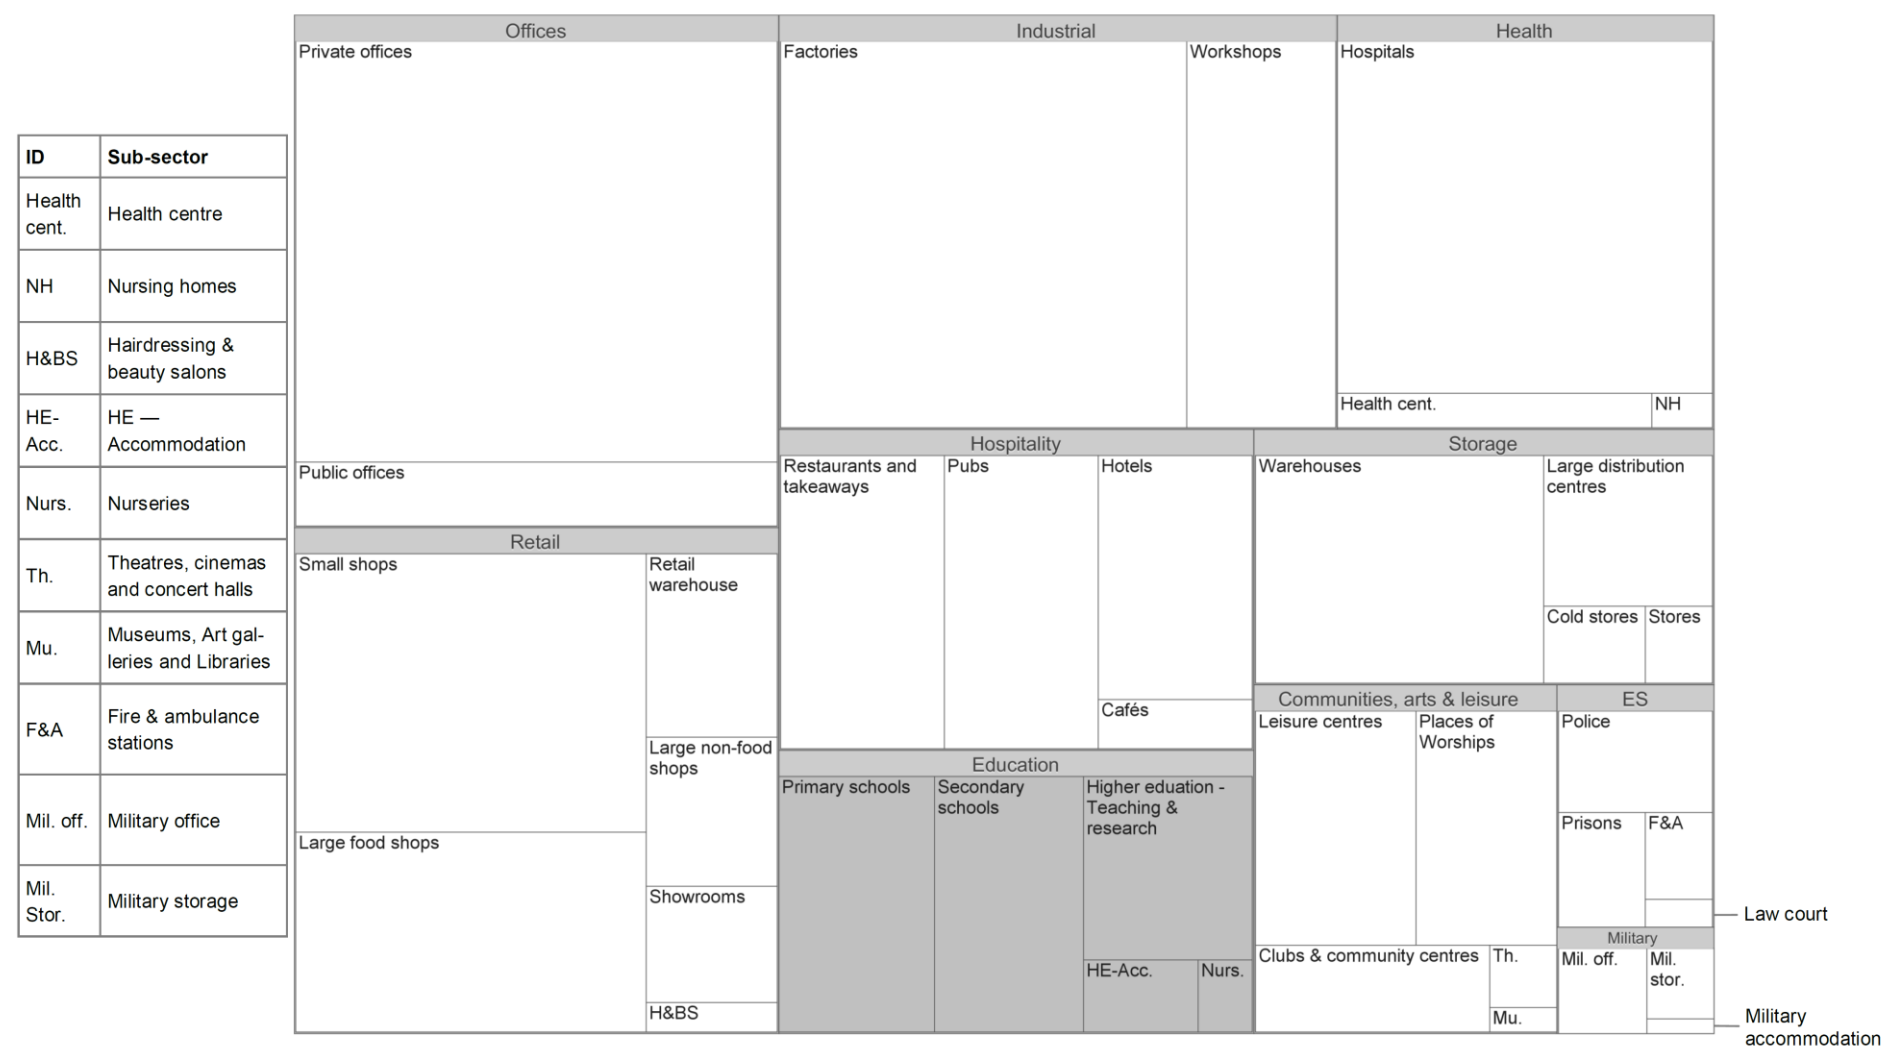 ID Sub-sector
Health
cent.
Health centre
NH Nursing homes
H&BS
Hairdressing &
beauty salons
HE-
Acc.
HE —
Accommodation
Nurs. Nurseries
Th.
Theatres, cinemas
and concert halls
Mu.
Museums, Art gal-
leries and Libraries
F&A
Fire & ambulance
stations
Mil. off. Military office
Mil.
Stor.
Military storage
Offices
Private offices
Public offices
Retail
Small shops
Large food shops
Retail
warehouse
Large non-food
shops
Showrooms
H&BS
Industrial
Factories
Workshops
Health
Hospitals
Health cent.
NH
Hospitality
Restaurants and
takeaways
Pubs
Hotels
Cafés
Storage
Warehouses
Large distribution
centres
Cold stores
Stores
Education
Primary schools
Secondary
schools
Higher eduation -
Teaching &
research
HE-Acc.
Nurs.
Communities, arts & leisure
Leisure centres
Places of
Worships
Clubs & community centres
Th.
Mu.
ES
Police
Prisons
F&A
Law court
Military
Mil. off.
Mil.
stor.
Military
accommodation